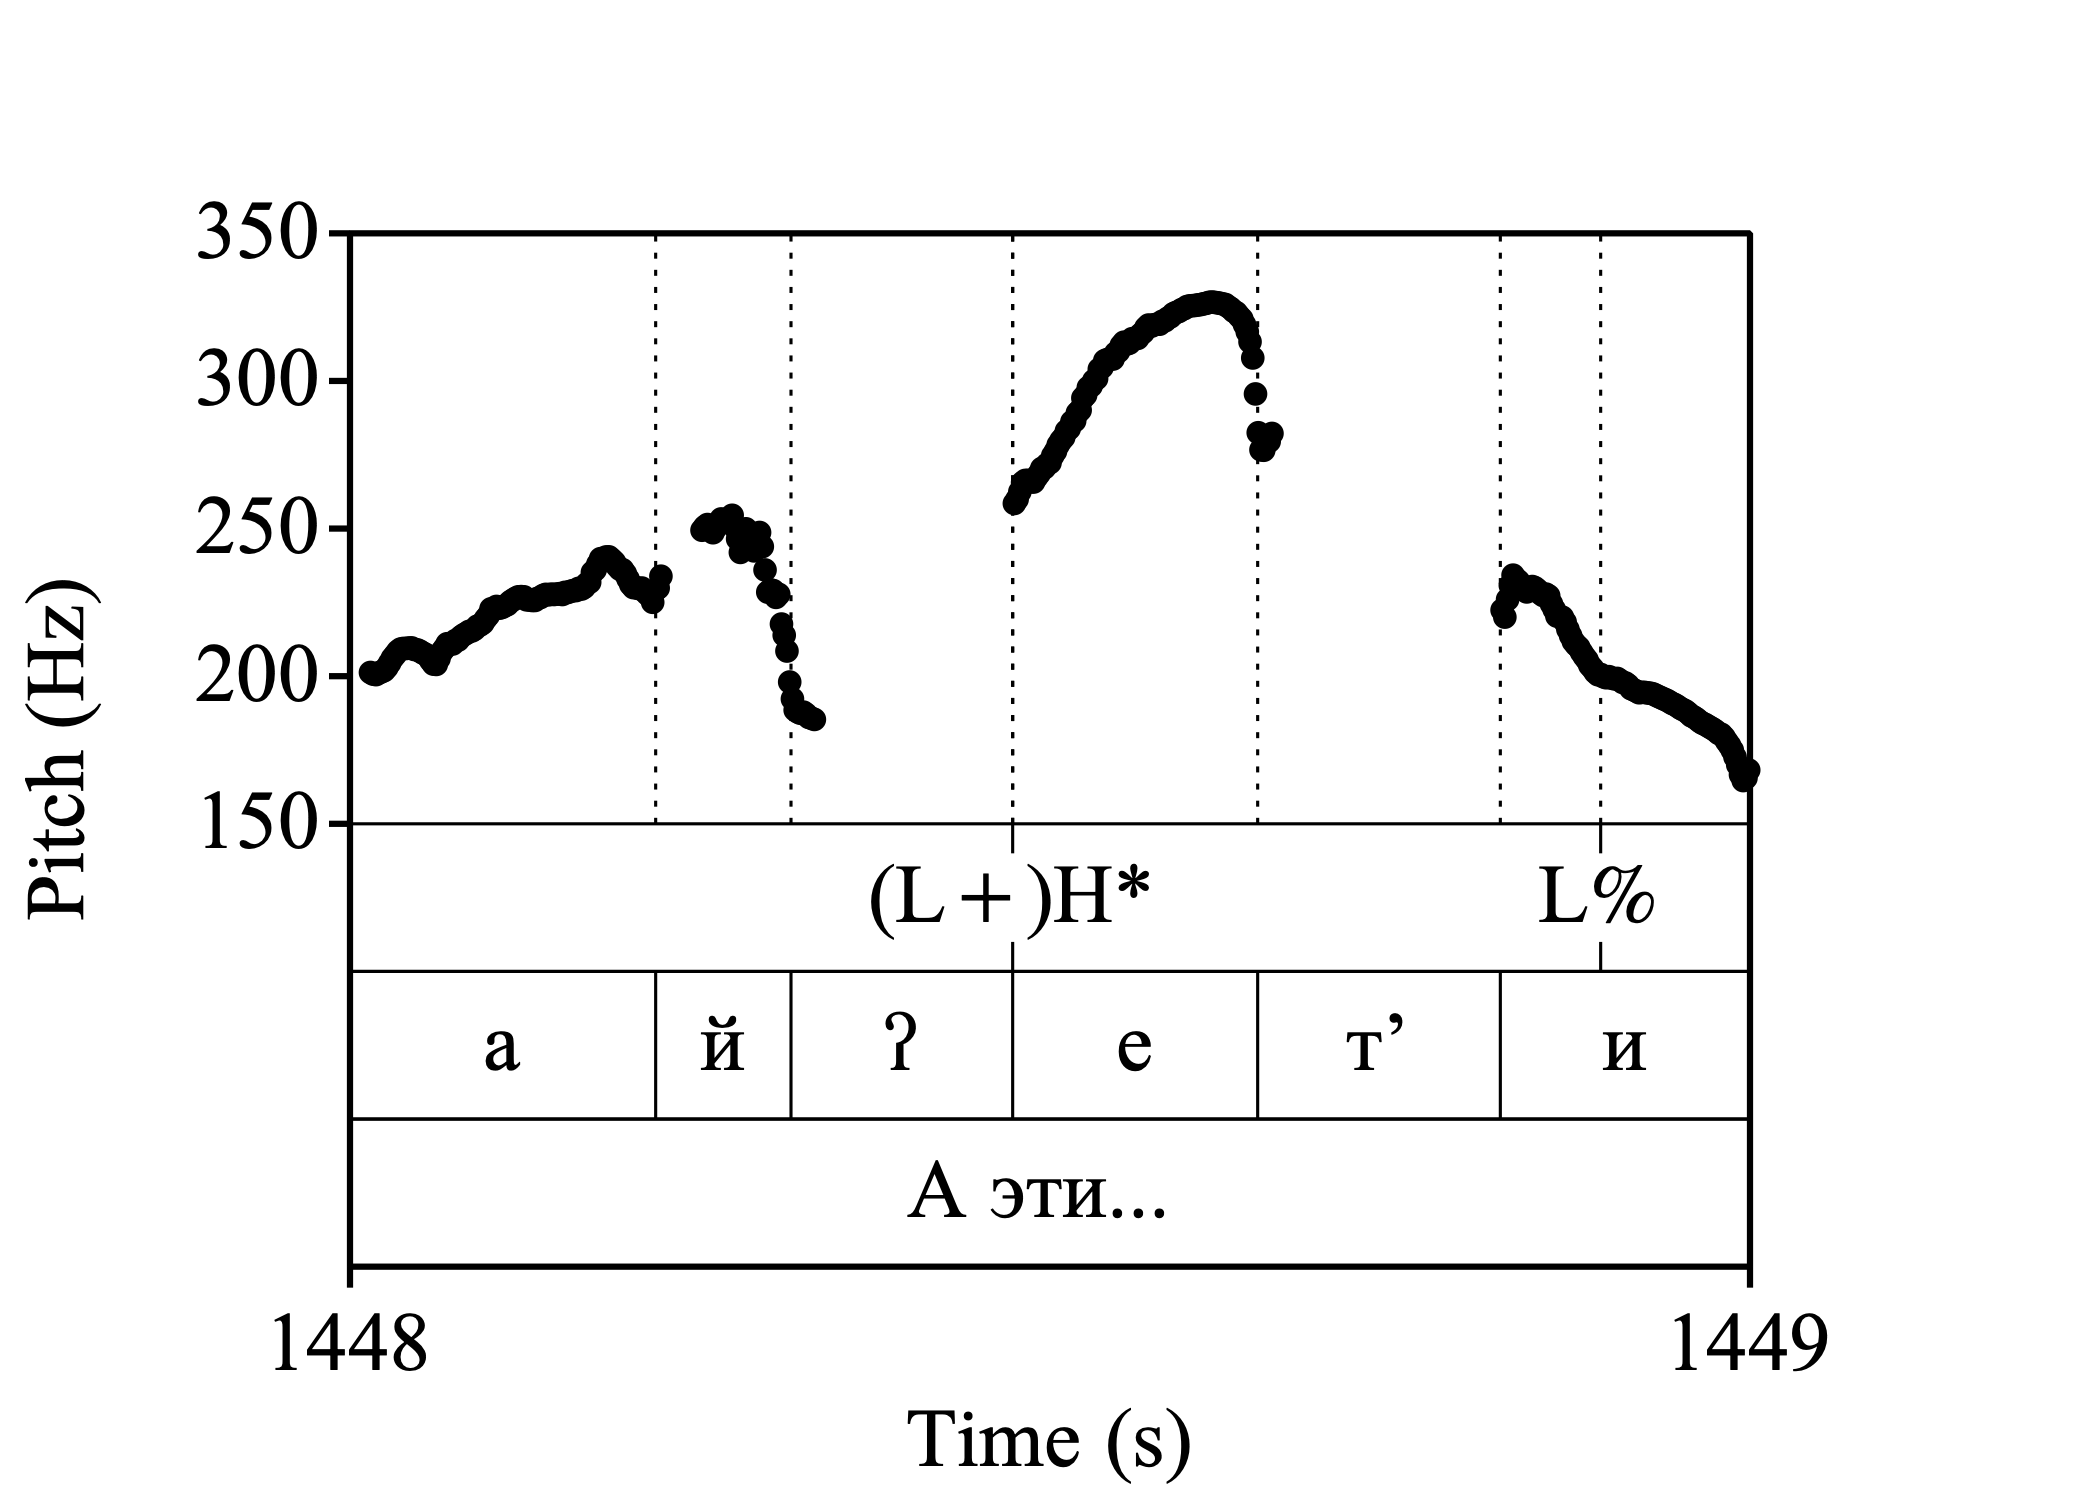 350
300
250
200
150
Pitch (Hz)
(L+)H* L%
а й ʔ е т’ и
А эти...
1448 1449
Time (s)